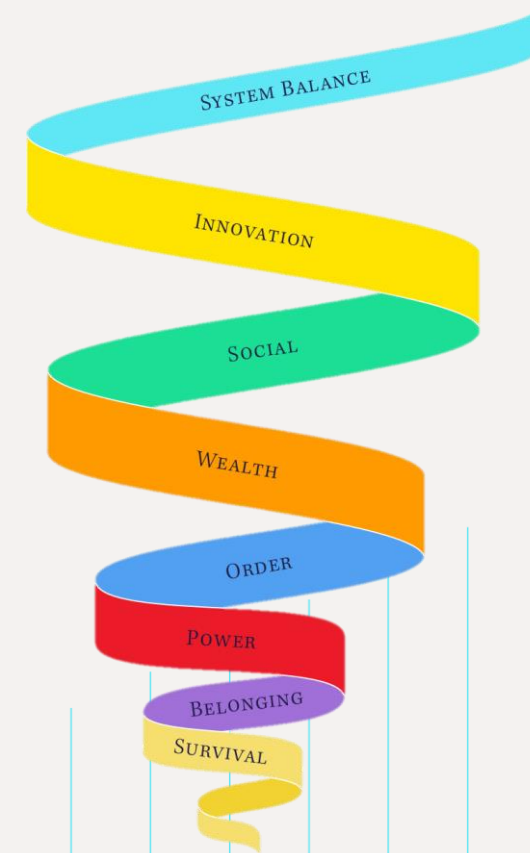 System Balance
Innovation
Social
Wealth
Order
Power
Belonging
Survival